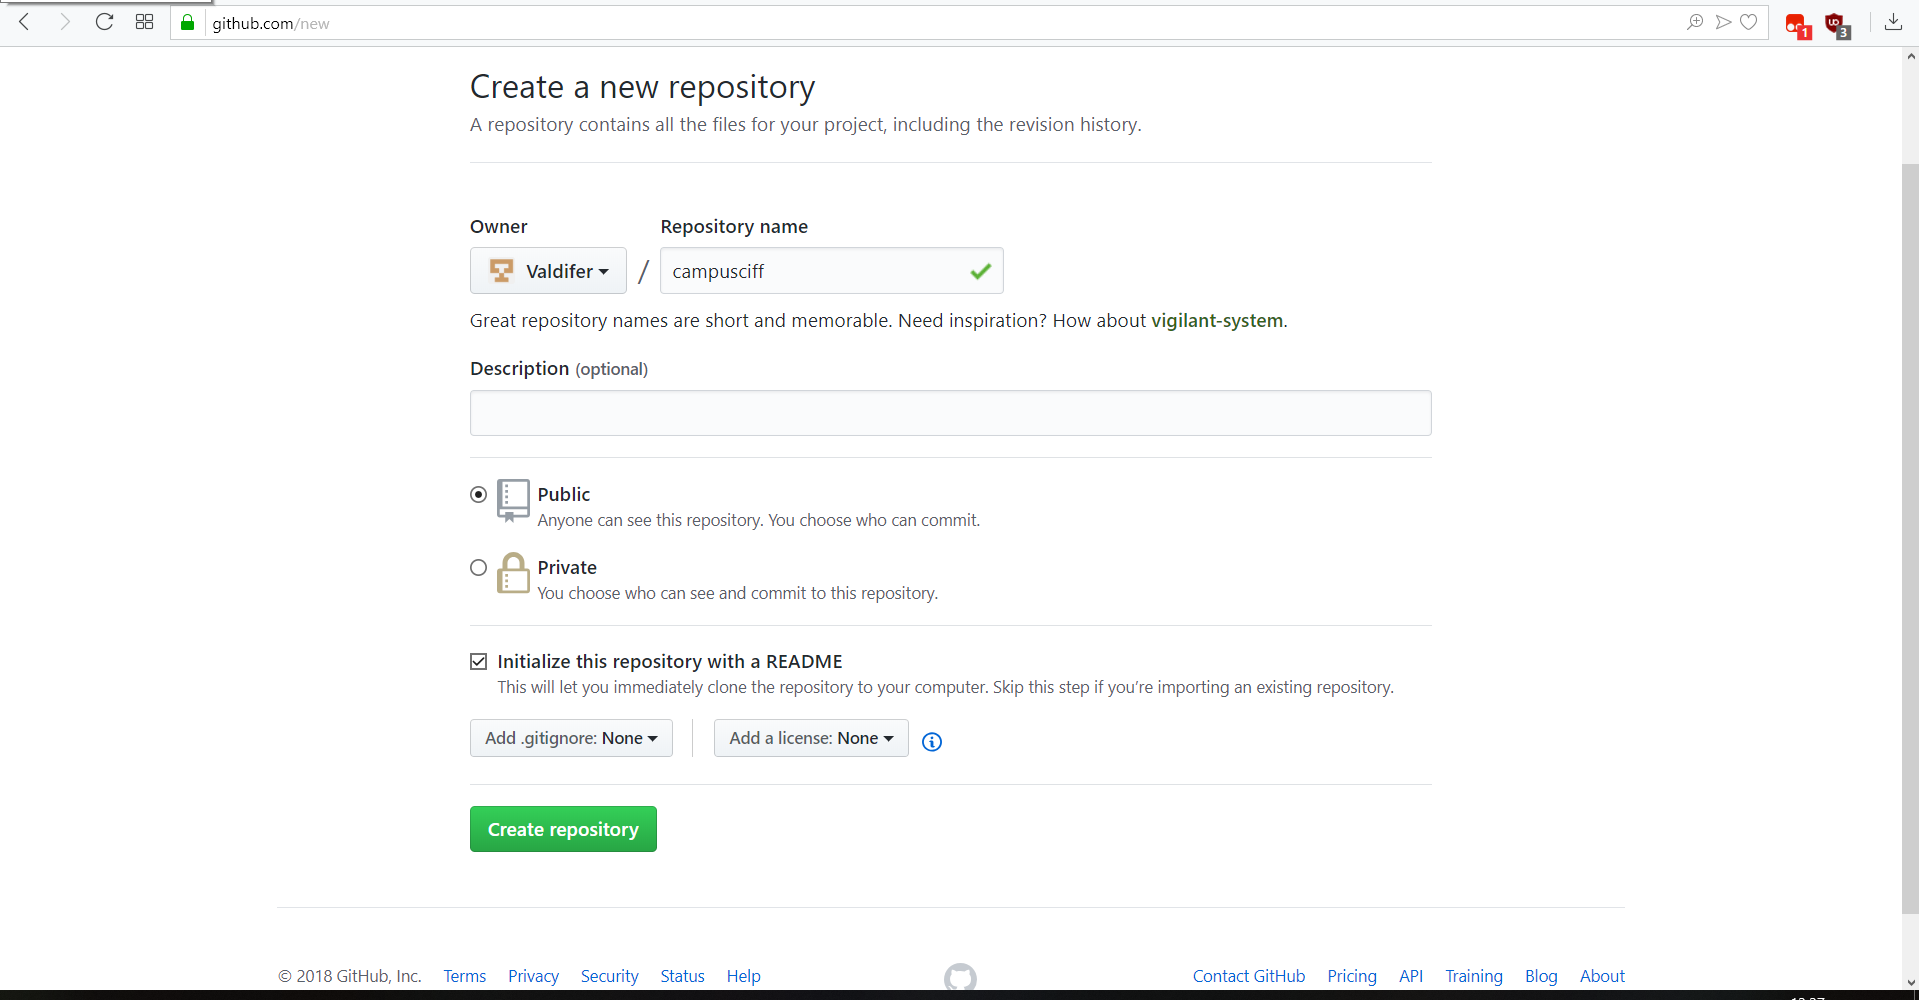 github.com/new
1
3
Create a new repository
A repository contains all the files for your project, including the revision history.
Owner
Repository name
Valdifer
/
campusciff
Great repository names are short and memorable. Need inspiration? How about vigilant-system.
Description (optional)
Public
Anyone can see this repository. You choose who can commit.
Private
You choose who can see and commit to this repository.
Initialize this repository with a README
This will let you immediately clone the repository to your computer. Skip this step if you’re importing an existing repository.
Add .gitignore: None
Add a license: None
Create repository
© 2018 GitHub, Inc. Terms Privacy Security Status Help Contact GitHub Pricing API Training Blog About